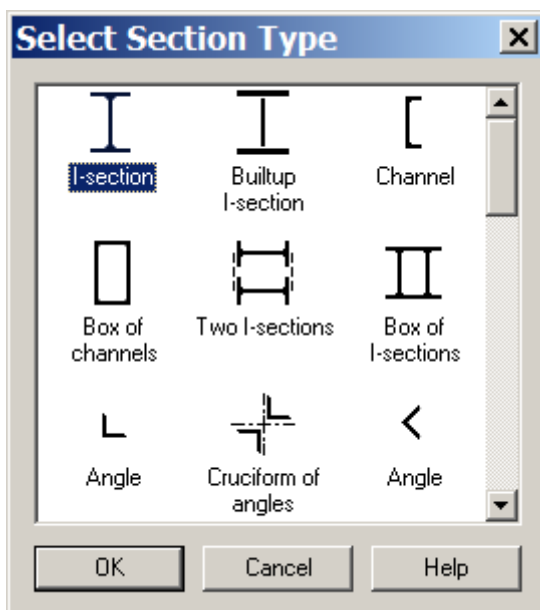 Select Section Type
I-section
Builtup
I-section
Channel
Box of
channels
Two I-sections
Box of
I-sections
Angle
Cruciform of
angles
Angle
OK
Cancel
Help